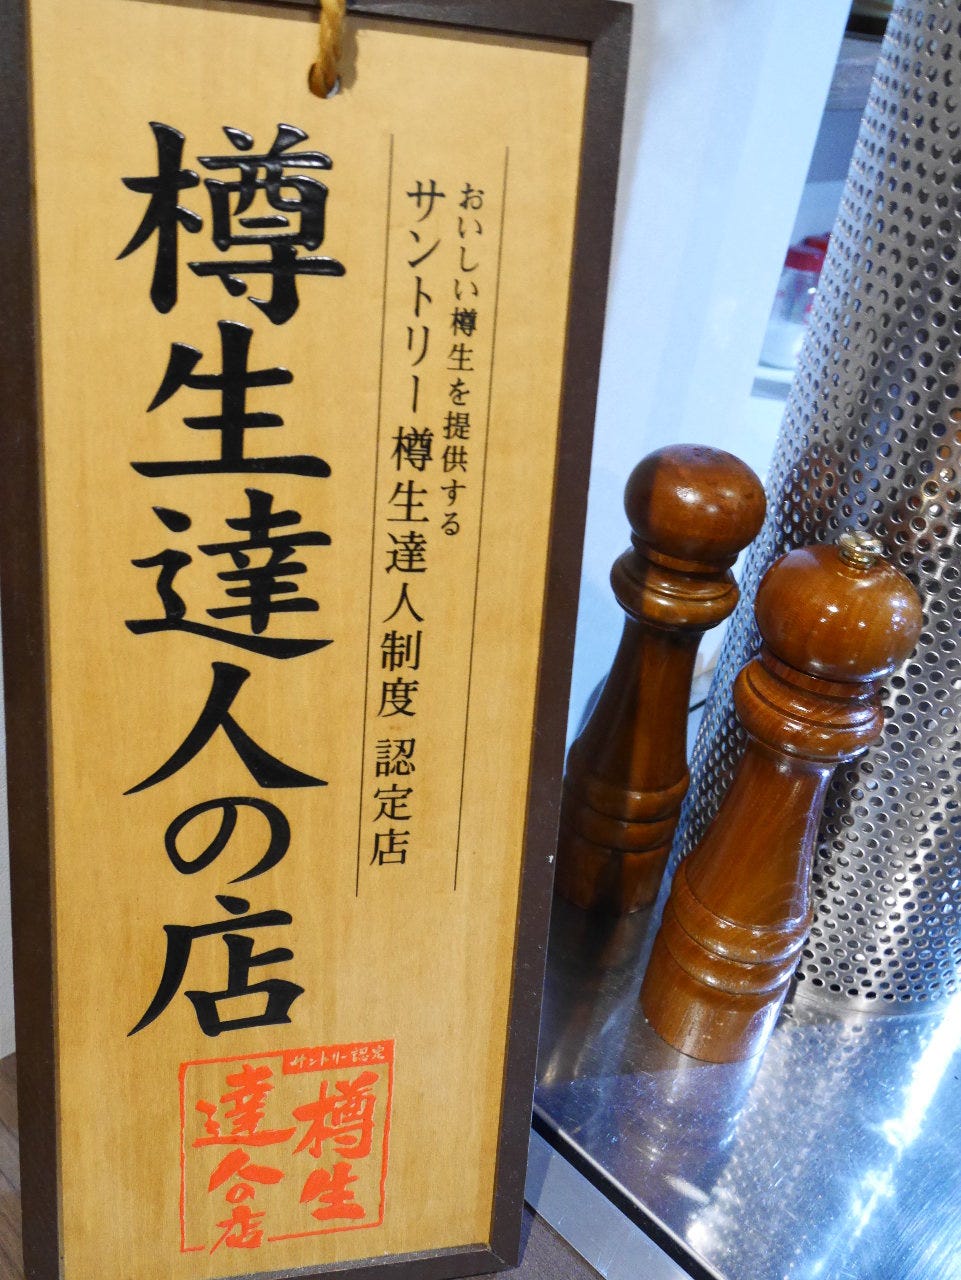 おいしい樽生を提供する
サントリー樽生達人制度 認定店
樽生達人の店
サントリー認定
樽生
達人の店